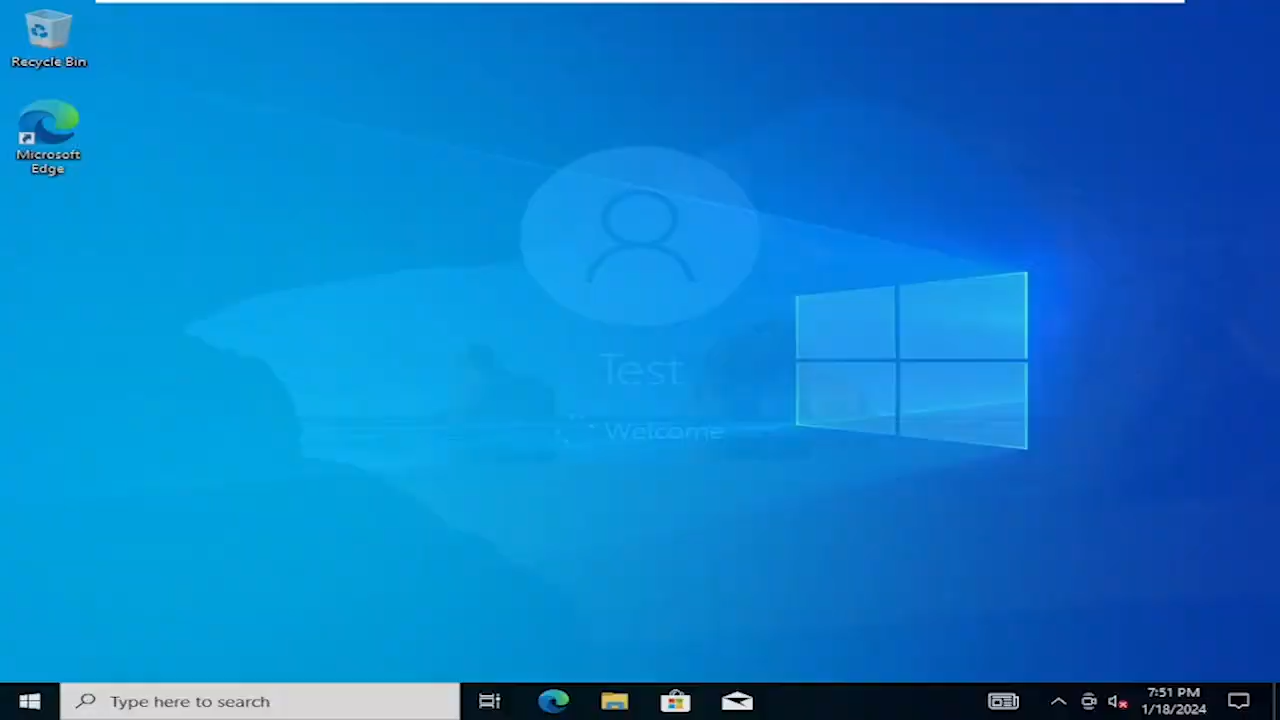 Recycle Bin
Microsoft
Edge
Test
Welcome
Type here to search
7:51 PM
1/18/2024